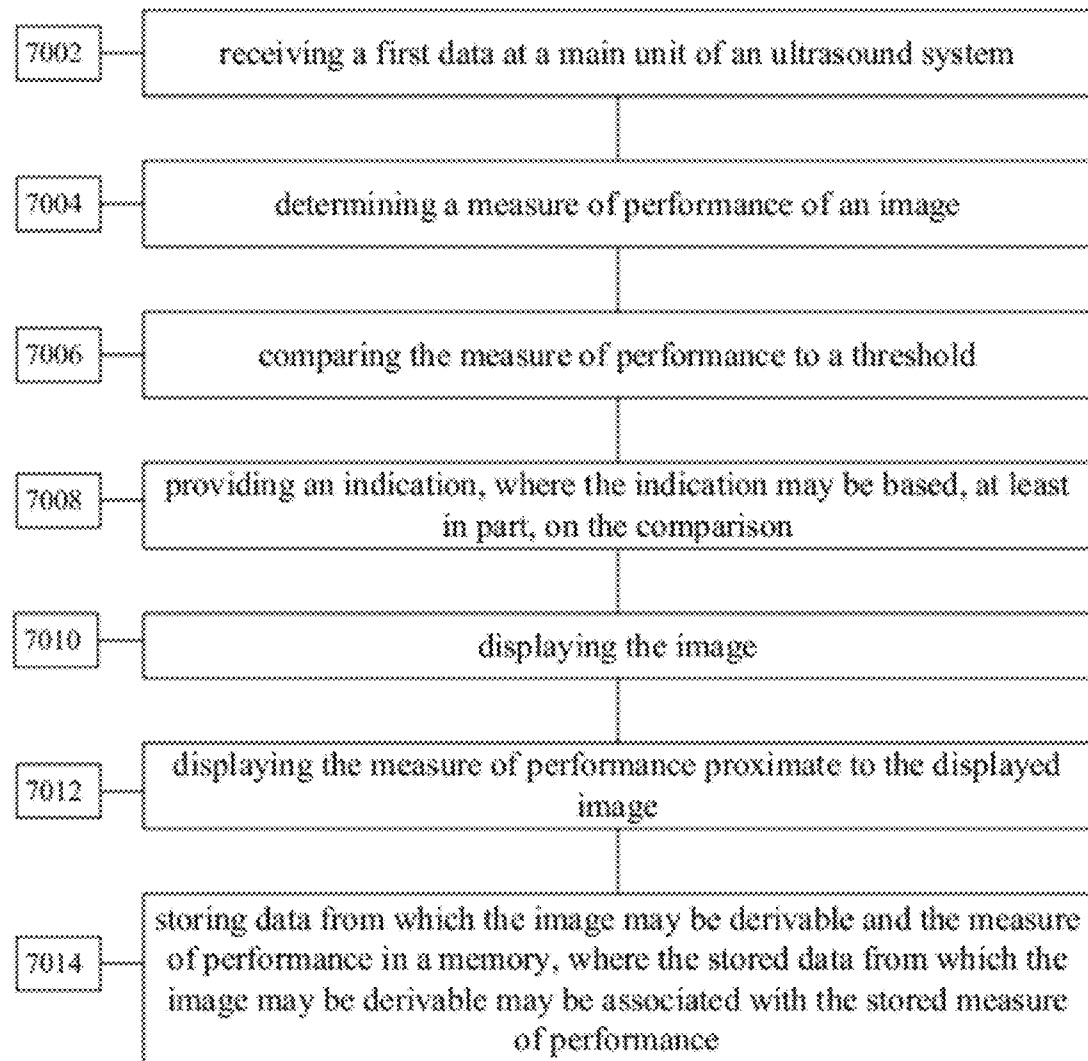 7002
receiving a first data at a main unit of an ultrasound system
7004
determining a measure of performance of an image
7006
comparing the measure of performance to a threshold
7008
providing an indication, where the indication may be based, at least
in part, on the comparison
7010
displaying the image
7012
displaying the measure of performance proximate to the displayed
image
7014
storing data from which the image may be derivable and the measure
of performance in a memory, where the stored data from which the
image may be derivable may be associated with the stored measure
of performance